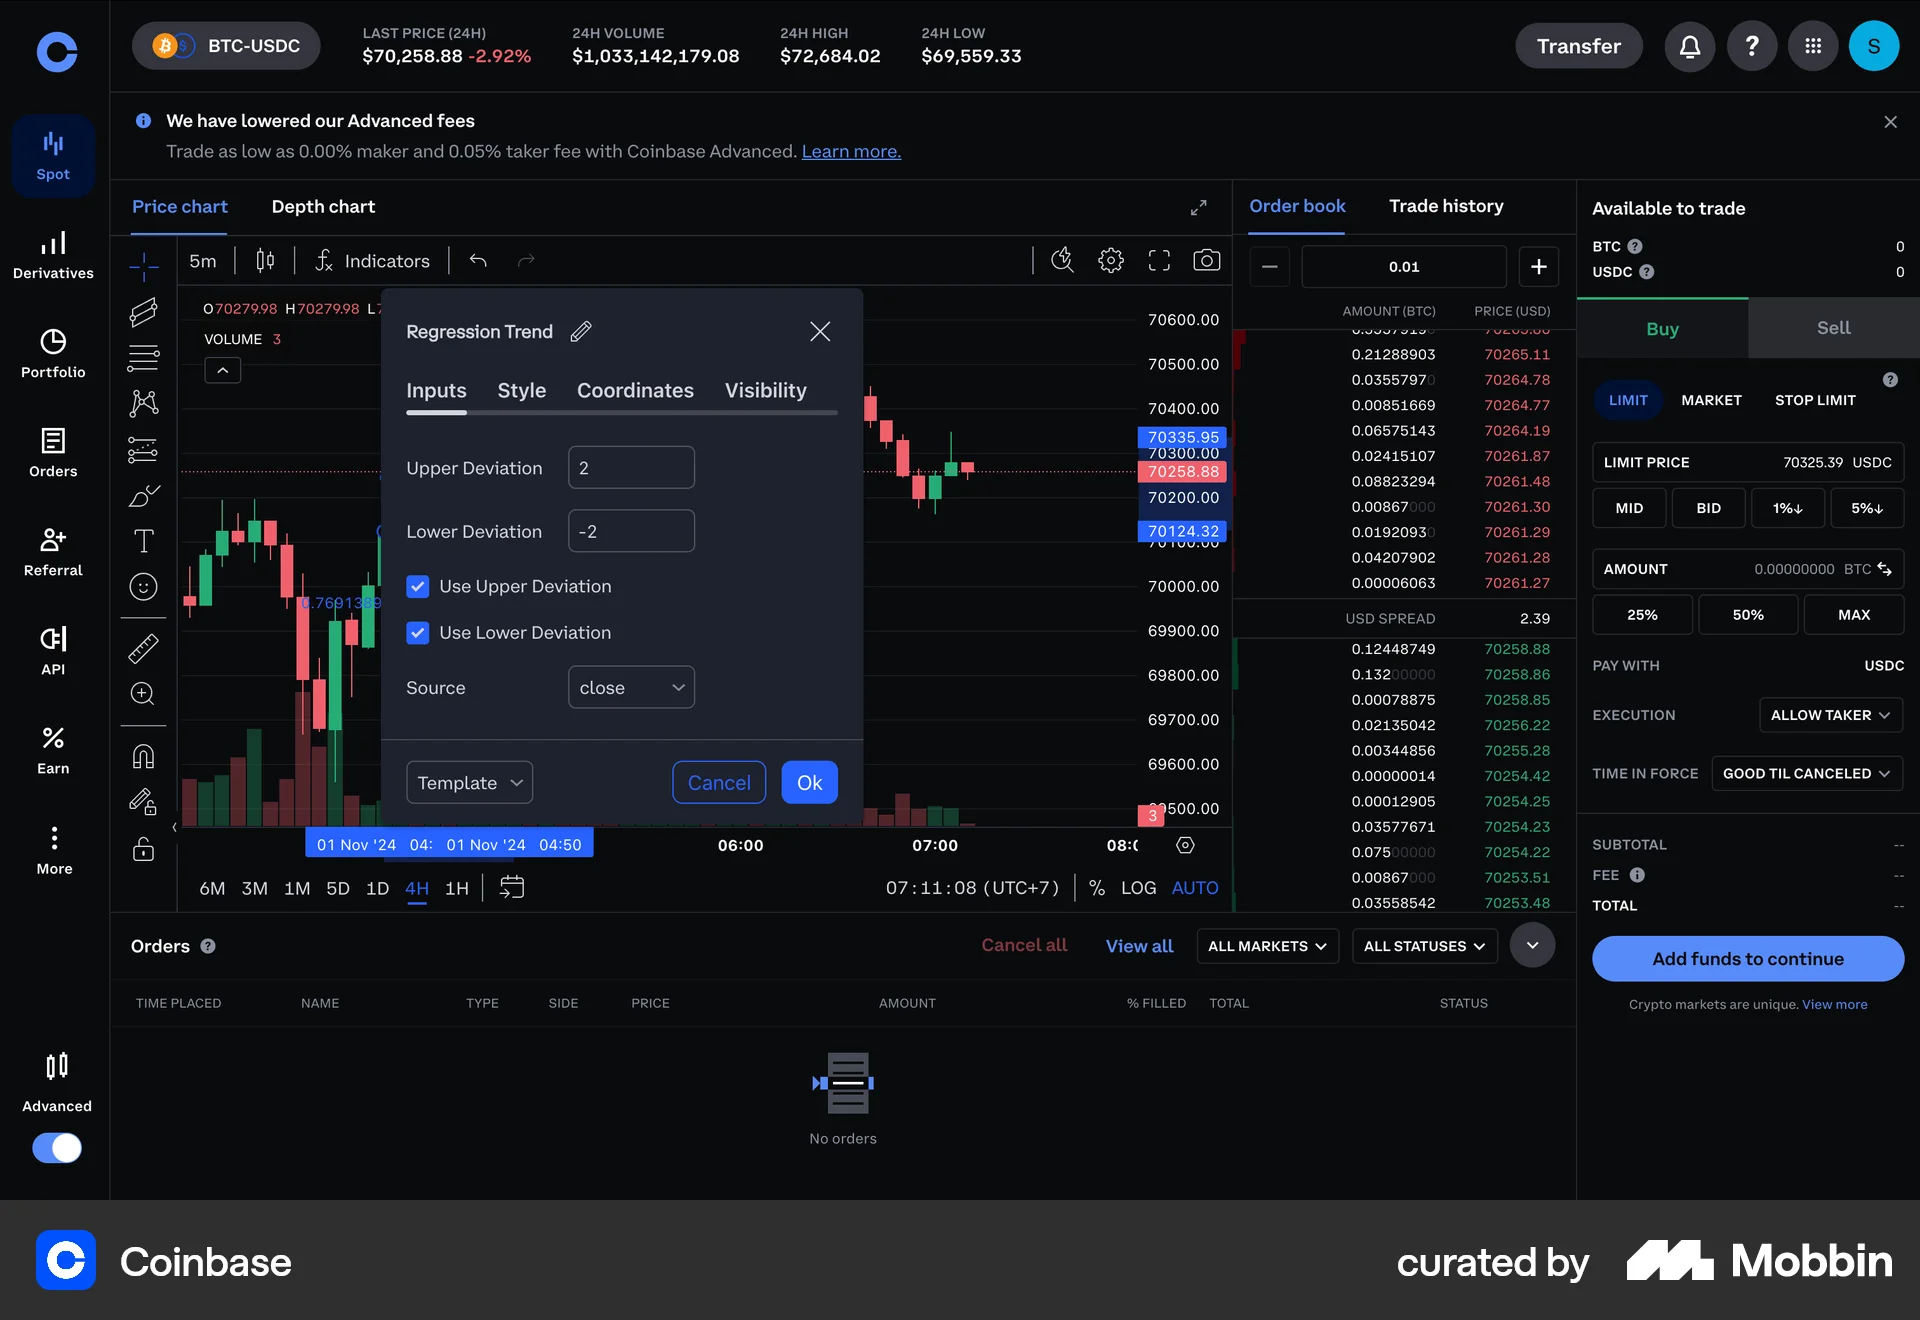 BTC-USDC
LAST PRICE (24H)
$70,258.88 -2.92%
24H VOLUME
$1,033,142,179.08
24H HIGH
$72,684.02
24H LOW
$69,559.33
Transfer
S
We have lowered our Advanced fees
Trade as low as 0.00% maker and 0.05% taker fee with Coinbase Advanced. Learn more.
Spot
Derivatives
Portfolio
Orders
Referral
API
Earn
More
Advanced
Price chart
Depth chart
5m
Indicators
O70279.98 H70279.98 L7
VOLUME 3
0.7691389
Regression Trend
Inputs
Style
Coordinates
Visibility
Upper Deviation
2
Lower Deviation
-2
Use Upper Deviation
Use Lower Deviation
Source
close
Template
Cancel
Ok
70600.00
70500.00
70400.00
70335.95
70300.00
70258.88
70200.00
70124.32
70100.00
70000.00
69900.00
69800.00
69700.00
69600.00
69500.00
3
01 Nov '24 04:
01 Nov '24 04:50
06:00
07:00
08:0
6M
3M
1M
5D
1D
4H
1H
07:11:08 (UTC+7)
%
LOG
AUTO
Order book
Trade history
0.01
AMOUNT (BTC)
PRICE (USD)
0.21288903 70265.11
0.03557970 70264.78
0.00851669 70264.77
0.06575143 70264.19
0.02415107 70261.87
0.08823294 70261.48
0.00867000 70261.30
0.01920930 70261.29
0.04207902 70261.28
0.00006063 70261.27
USD SPREAD 2.39
0.12448749 70258.88
0.13200000 70258.86
0.00078875 70258.85
0.02135042 70256.22
0.00344856 70255.28
0.00000014 70254.42
0.00012905 70254.25
0.03577671 70254.23
0.07500000 70254.22
0.00867000 70253.51
0.03558542 70253.48
Available to trade
BTC 0
USDC 0
Buy
Sell
LIMIT
MARKET
STOP LIMIT
LIMIT PRICE
70325.39 USDC
MID
BID
1%↓
5%↓
AMOUNT
0.00000000 BTC
25%
50%
MAX
PAY WITH
USDC
EXECUTION
ALLOW TAKER
TIME IN FORCE
GOOD TIL CANCELED
SUBTOTAL --
FEE --
TOTAL --
Add funds to continue
Crypto markets are unique. View more
Orders
Cancel all
View all
ALL MARKETS
ALL STATUSES
TIME PLACED
NAME
TYPE
SIDE
PRICE
AMOUNT
% FILLED
TOTAL
STATUS
No orders
Coinbase
curated by
Mobbin